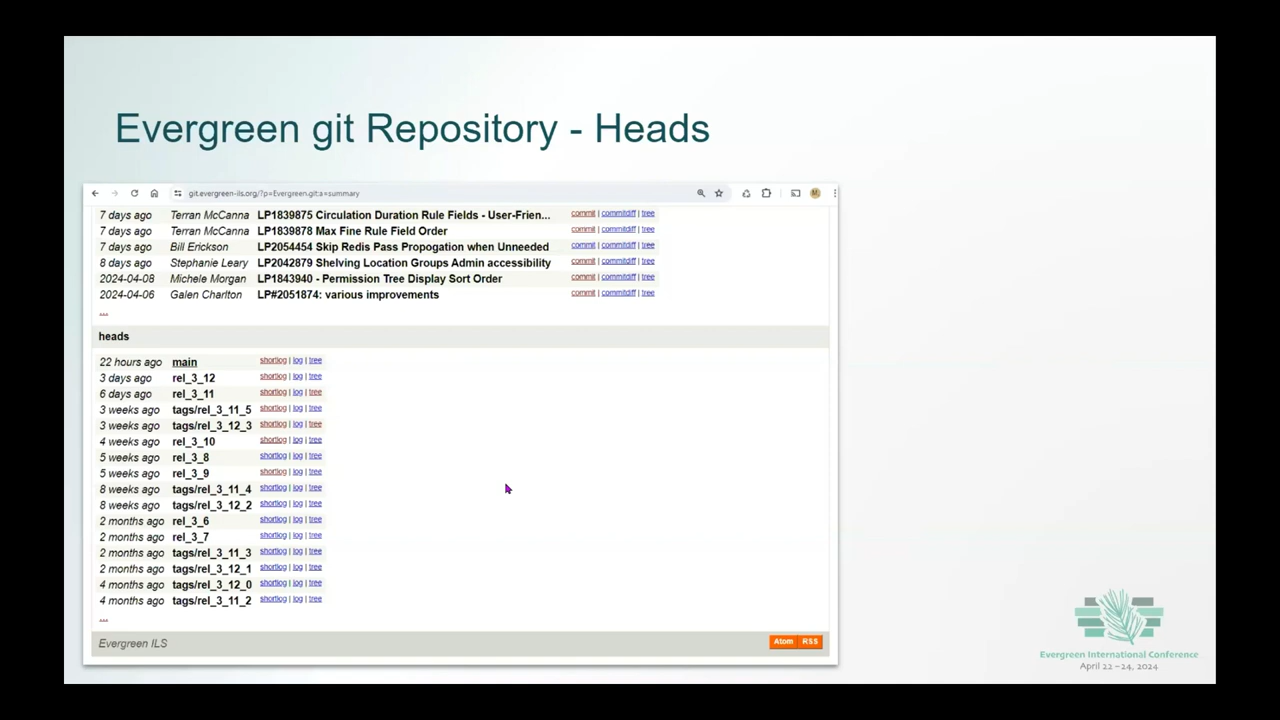 Evergreen git Repository - Heads
git.evergreen-ils.org/?p=Evergreen.git;a=summary
7 days ago Terran McCanna LP1839875 Circulation Duration Rule Fields - User-Frien... commit | commitdiff | tree
7 days ago Terran McCanna LP1839878 Max Fine Rule Field Order commit | commitdiff | tree
7 days ago Bill Erickson LP2054454 Skip Redis Pass Propogation when Unneeded commit | commitdiff | tree
8 days ago Stephanie Leary LP2042879 Shelving Location Groups Admin accessibility commit | commitdiff | tree
2024-04-08 Michele Morgan LP1843940 - Permission Tree Display Sort Order commit | commitdiff | tree
2024-04-06 Galen Charlton LP#2051874: various improvements commit | commitdiff | tree
...
heads
22 hours ago main shortlog | log | tree
3 days ago rel_3_12 shortlog | log | tree
6 days ago rel_3_11 shortlog | log | tree
3 weeks ago tags/rel_3_11_5 shortlog | log | tree
3 weeks ago tags/rel_3_12_3 shortlog | log | tree
4 weeks ago rel_3_10 shortlog | log | tree
5 weeks ago rel_3_8 shortlog | log | tree
5 weeks ago rel_3_9 shortlog | log | tree
8 weeks ago tags/rel_3_11_4 shortlog | log | tree
8 weeks ago tags/rel_3_12_2 shortlog | log | tree
2 months ago rel_3_6 shortlog | log | tree
2 months ago rel_3_7 shortlog | log | tree
2 months ago tags/rel_3_11_3 shortlog | log | tree
2 months ago tags/rel_3_12_1 shortlog | log | tree
4 months ago tags/rel_3_12_0 shortlog | log | tree
4 months ago tags/rel_3_11_2 shortlog | log | tree
...
Evergreen ILS Atom RSS
Evergreen International Conference
April 22 – 24, 2024